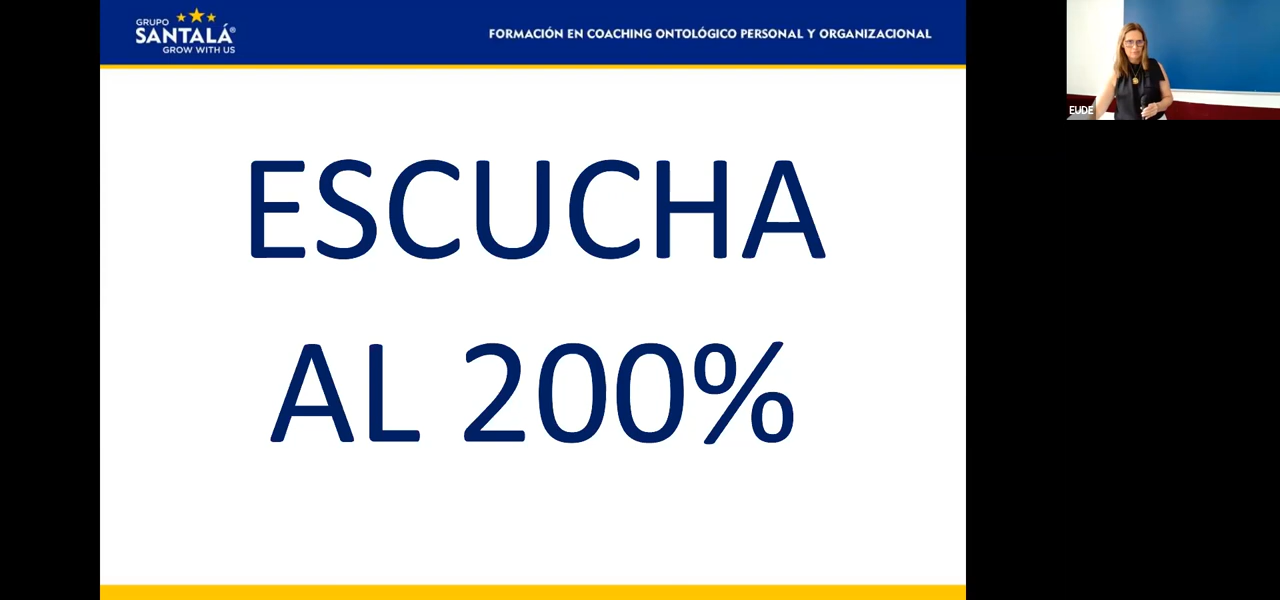 GRUPO
SANTALÁ®
GROW WITH US
FORMACIÓN EN COACHING ONTOLÓGICO PERSONAL Y ORGANIZACIONAL
EUDE
ESCUCHA
AL 200%